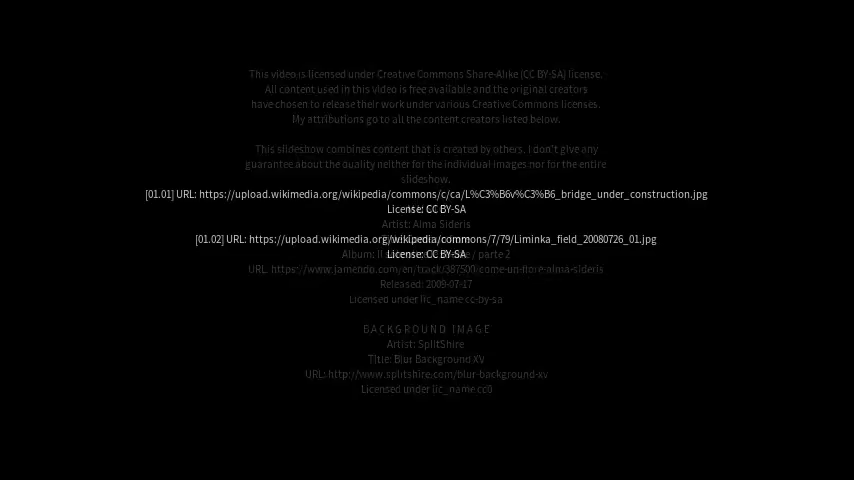 This video is licensed under Creative Commons Share-Alike (CC BY-SA) license.
All content used in this video is free available and the original creators
have chosen to release their work under various Creative Commons licenses.
My attributions go to all the content creators listed below.
This slideshow combines content that is created by others. I don't give any
guarantee about the quality neither for the individual images nor for the entire
slideshow.
[01.01] URL: https://upload.wikimedia.org/wikipedia/commons/c/ca/L%C3%B6v%C3%B6_bridge_under_construction.jpg
License: CC BY-SA
Artist: Alma Sideris
[01.02] URL: https://upload.wikimedia.org/wikipedia/commons/7/79/Liminka_field_20080726_01.jpg
License: CC BY-SA
Album: Il / parte 2
URL: https://www.jamendo.com/en/track/387500/come-un-fiore-alma-sideris
Released: 2009-07-17
Licensed under lic_name cc-by-sa
BACKGROUND IMAGE
Artist: SplitShire
Title: Blur Background XV
URL: http://www.splitshire.com/blur-background-xv
Licensed under lic_name cc0